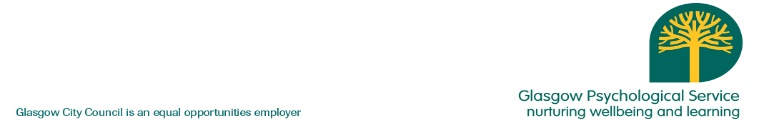 Glasgow Psychological Service
nurturing wellbeing and learning
Glasgow City Council is an equal opportunities employer